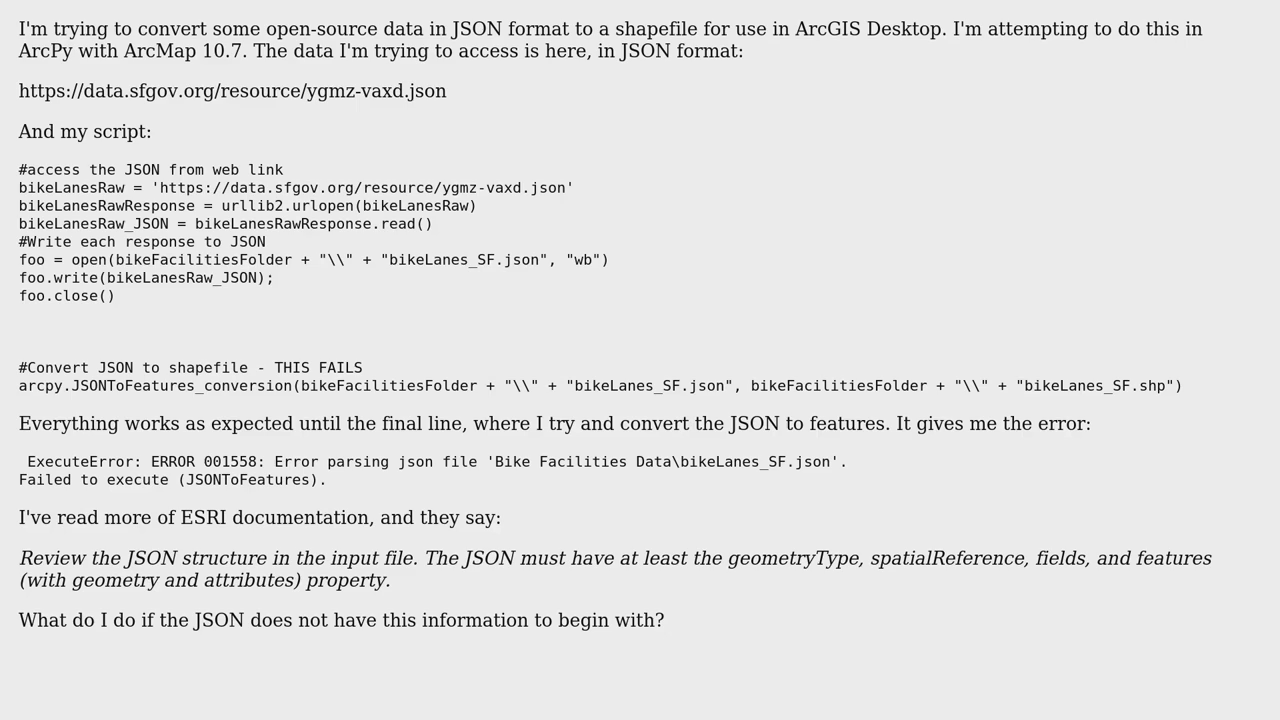 I'm trying to convert some open-source data in JSON format to a shapefile for use in ArcGIS Desktop. I'm attempting to do this in
ArcPy with ArcMap 10.7. The data I'm trying to access is here, in JSON format:
https://data.sfgov.org/resource/ygmz-vaxd.json
And my script:
#access the JSON from web link
bikeLanesRaw = 'https://data.sfgov.org/resource/ygmz-vaxd.json'
bikeLanesRawResponse = urllib2.urlopen(bikeLanesRaw)
bikeLanesRaw_JSON = bikeLanesRawResponse.read()
#Write each response to JSON
foo = open(bikeFacilitiesFolder + "\\" + "bikeLanes_SF.json", "wb")
foo.write(bikeLanesRaw_JSON);
foo.close()
#Convert JSON to shapefile - THIS FAILS
arcpy.JSONToFeatures_conversion(bikeFacilitiesFolder + "\\" + "bikeLanes_SF.json", bikeFacilitiesFolder + "\\" + "bikeLanes_SF.shp")
Everything works as expected until the final line, where I try and convert the JSON to features. It gives me the error:
ExecuteError: ERROR 001558: Error parsing json file 'Bike Facilities Data\bikeLanes_SF.json'.
Failed to execute (JSONToFeatures).
I've read more of ESRI documentation, and they say:
Review the JSON structure in the input file. The JSON must have at least the geometryType, spatialReference, fields, and features
(with geometry and attributes) property.
What do I do if the JSON does not have this information to begin with?